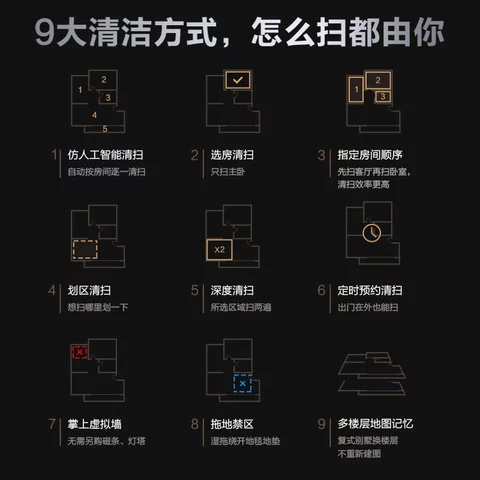 9大清洁方式，怎么扫都由你
1
2
3
4
5
1 仿人工智能清扫
自动按房间逐一清扫
2 选房清扫
只扫主卧
1
2
3
3 指定房间顺序
先扫客厅再扫卧室，
清扫效率更高
4 划区清扫
想扫哪里划一下
X2
5 深度清扫
所选区域扫两遍
6 定时预约清扫
出门在外也能扫
7 掌上虚拟墙
无需另购磁条、灯塔
8 拖地禁区
湿拖绕开地毯地垫
9 多楼层地图记忆
复式别墅换楼层
不重新建图